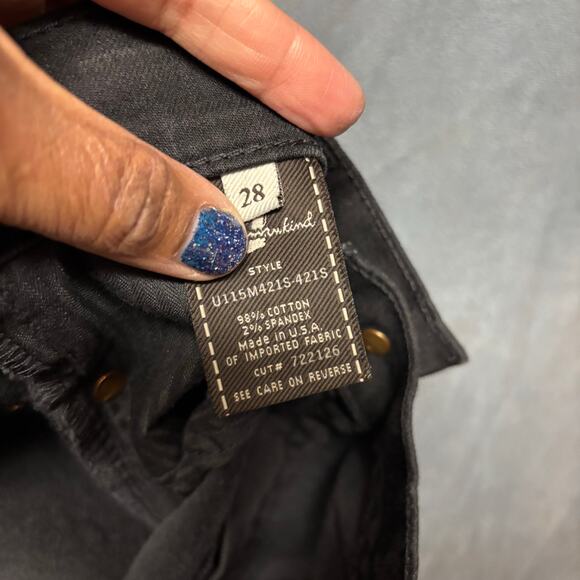 28
mankind
STYLE
U115M421S-421S
98% COTTON
2% SPANDEX
Made in U.S.A.
OF IMPORTED FABRIC
CUT# 722126
SEE CARE ON REVERSE